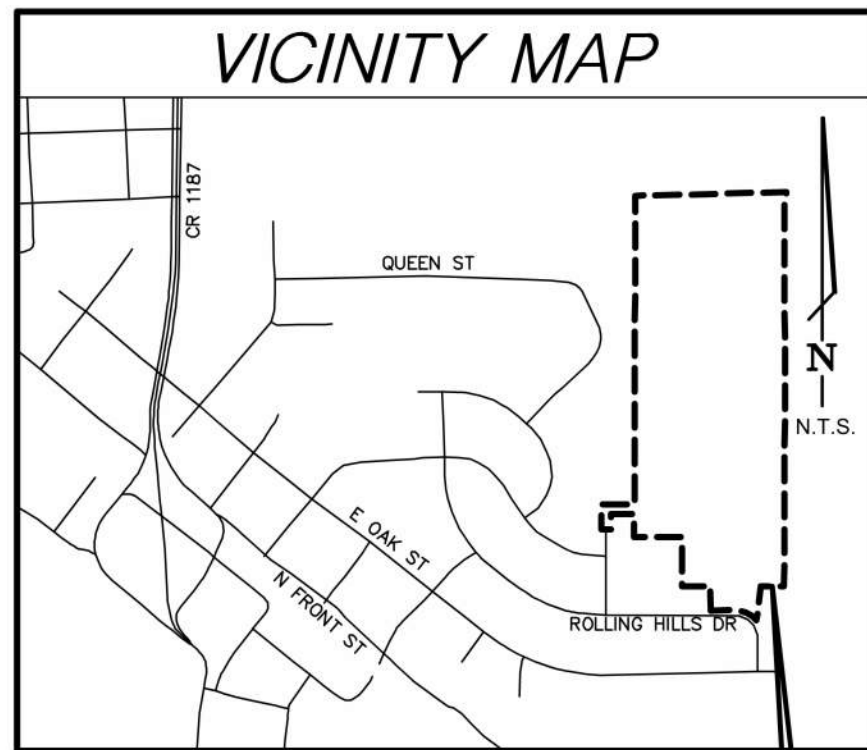 VICINITY MAP
CR 1187
QUEEN ST
N
N.T.S.
E OAK ST
N FRONT ST
ROLLING HILLS DR